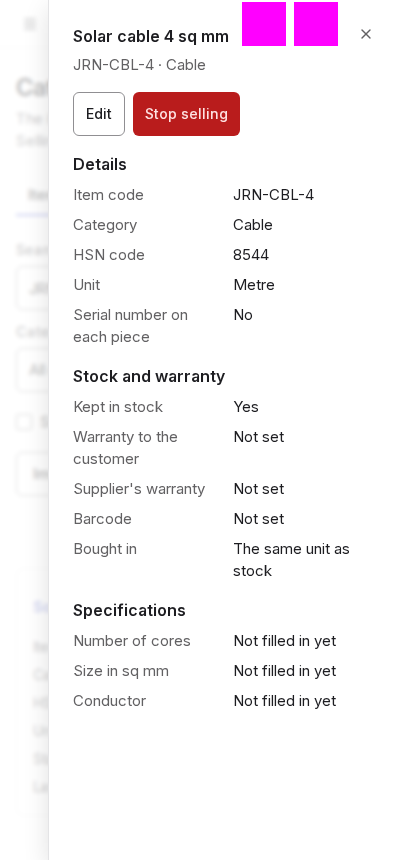 Solar cable 4 sq mm
JRN-CBL-4 · Cable
Edit
Stop selling
Details
Item code JRN-CBL-4
Category Cable
HSN code 8544
Unit Metre
Serial number on each piece No
Stock and warranty
Kept in stock Yes
Warranty to the customer Not set
Supplier's warranty Not set
Barcode Not set
Bought in The same unit as stock
Specifications
Number of cores Not filled in yet
Size in sq mm Not filled in yet
Conductor Not filled in yet